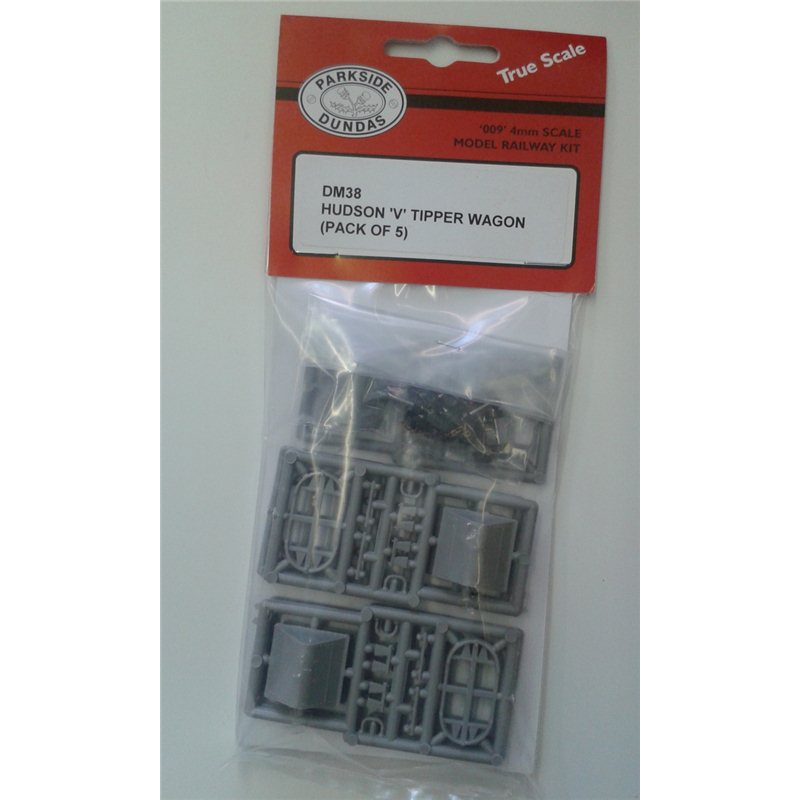 PARKSIDE
DUNDAS
True Scale
'009' 4mm SCALE
MODEL RAILWAY KIT
DM38
HUDSON 'V' TIPPER WAGON
(PACK OF 5)